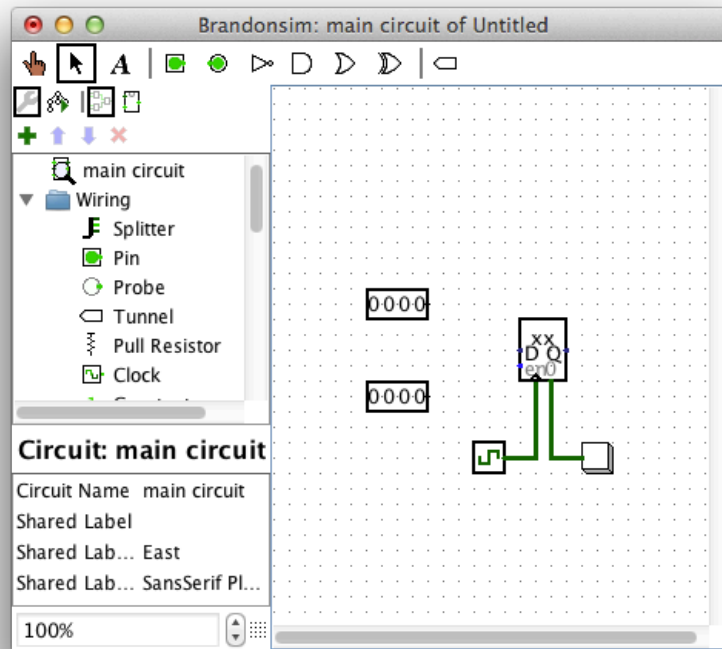 Brandonsim: main circuit of Untitled
A
main circuit
Wiring
Splitter
Pin
Probe
Tunnel
Pull Resistor
Clock
0000
xx
D Q
en0
0000
Circuit: main circuit
Circuit Name main circuit
Shared Label
Shared Lab... East
Shared Lab... SansSerif Pl...
100%